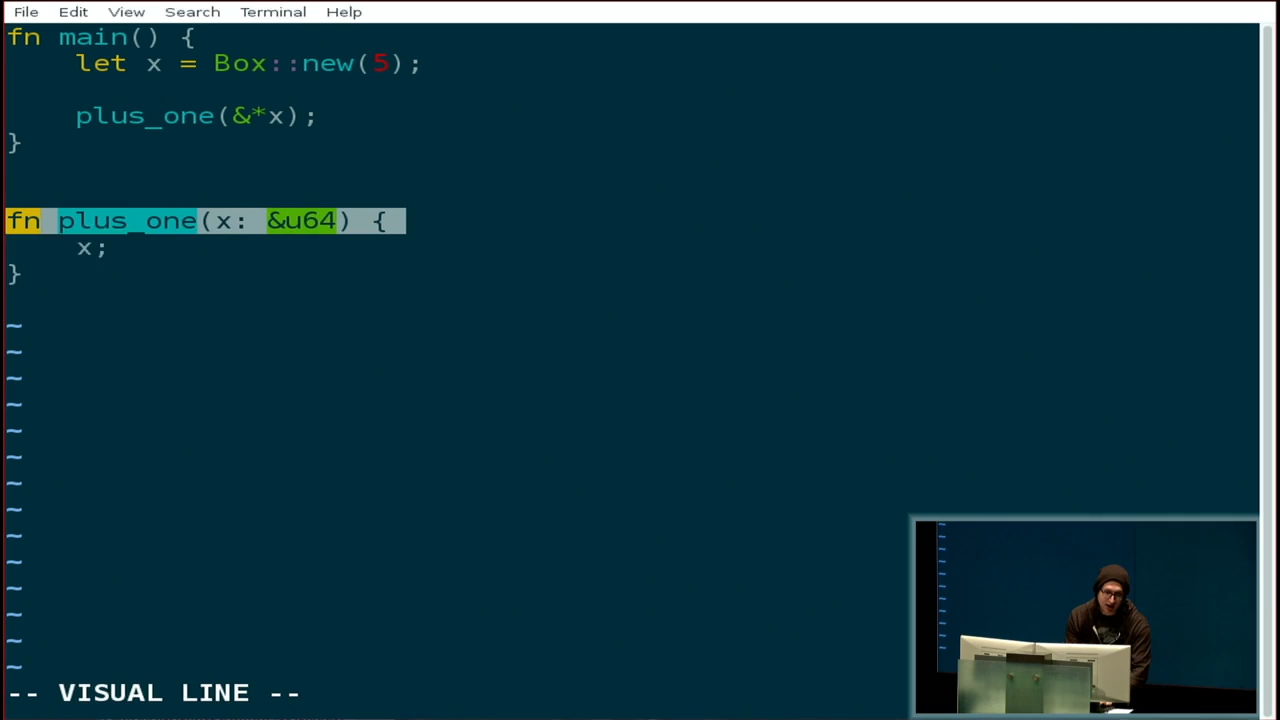 File Edit View Search Terminal Help
fn main() {
    let x = Box::new(5);
    plus_one(&*x);
}
fn plus_one(x: &u64) {
    x;
}
~
~
~
~
~
~
~
~
~
~
~
~
~
~
-- VISUAL LINE --